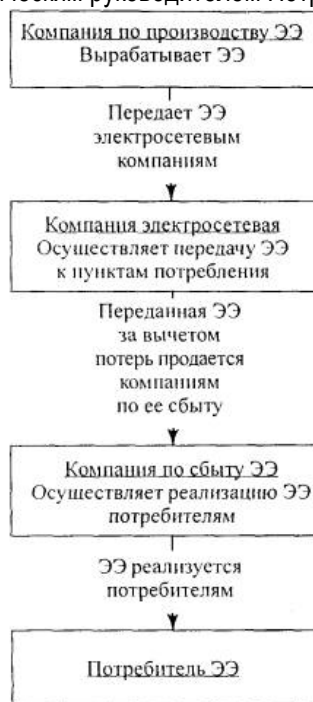 Компания по производству ЭЭ
Вырабатывает ЭЭ
Передает ЭЭ
электросетевым
компаниям
Компания электросетевая
Осуществляет передачу ЭЭ
к пунктам потребления
Переданная ЭЭ
за вычетом
потерь продается
компаниям
по ее сбыту
Компания по сбыту ЭЭ
Осуществляет реализацию ЭЭ
потребителям
ЭЭ реализуется
потребителям
Потребитель ЭЭ